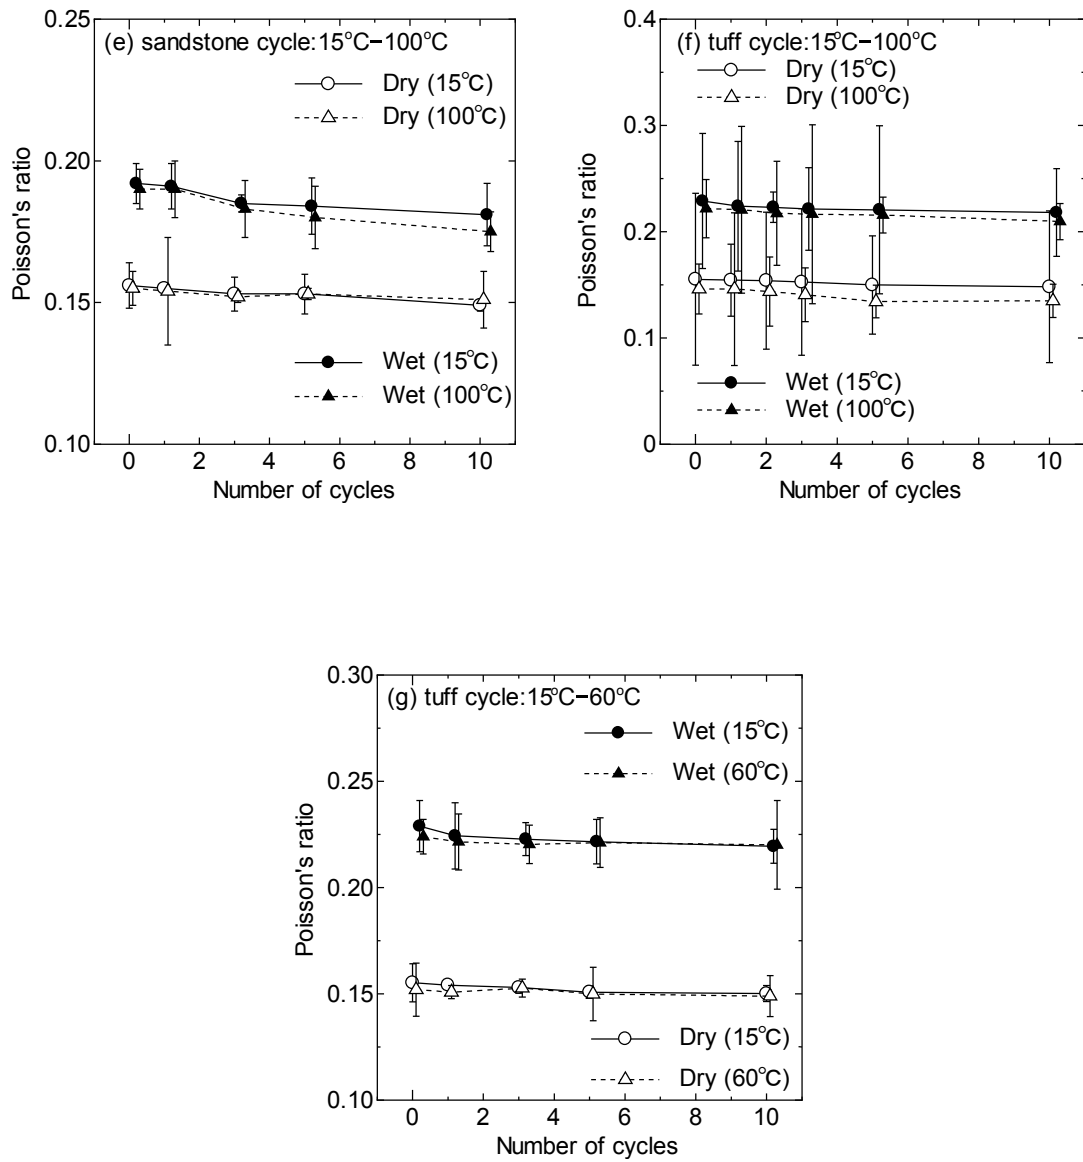 (e) sandstone cycle:15°C−100°C
Dry (15°C)
Dry (100°C)
Wet (15°C)
Wet (100°C)
0.25
0.20
0.15
0.10
Poisson's ratio
0 2 4 6 8 10
Number of cycles
(f) tuff cycle:15°C−100°C
Dry (15°C)
Dry (100°C)
Wet (15°C)
Wet (100°C)
0.4
0.3
0.2
0.1
0
Poisson's ratio
0 2 4 6 8 10
Number of cycles
(g) tuff cycle:15°C−60°C
Wet (15°C)
Wet (60°C)
Dry (15°C)
Dry (60°C)
0.30
0.25
0.20
0.15
0.10
Poisson's ratio
0 2 4 6 8 10
Number of cycles